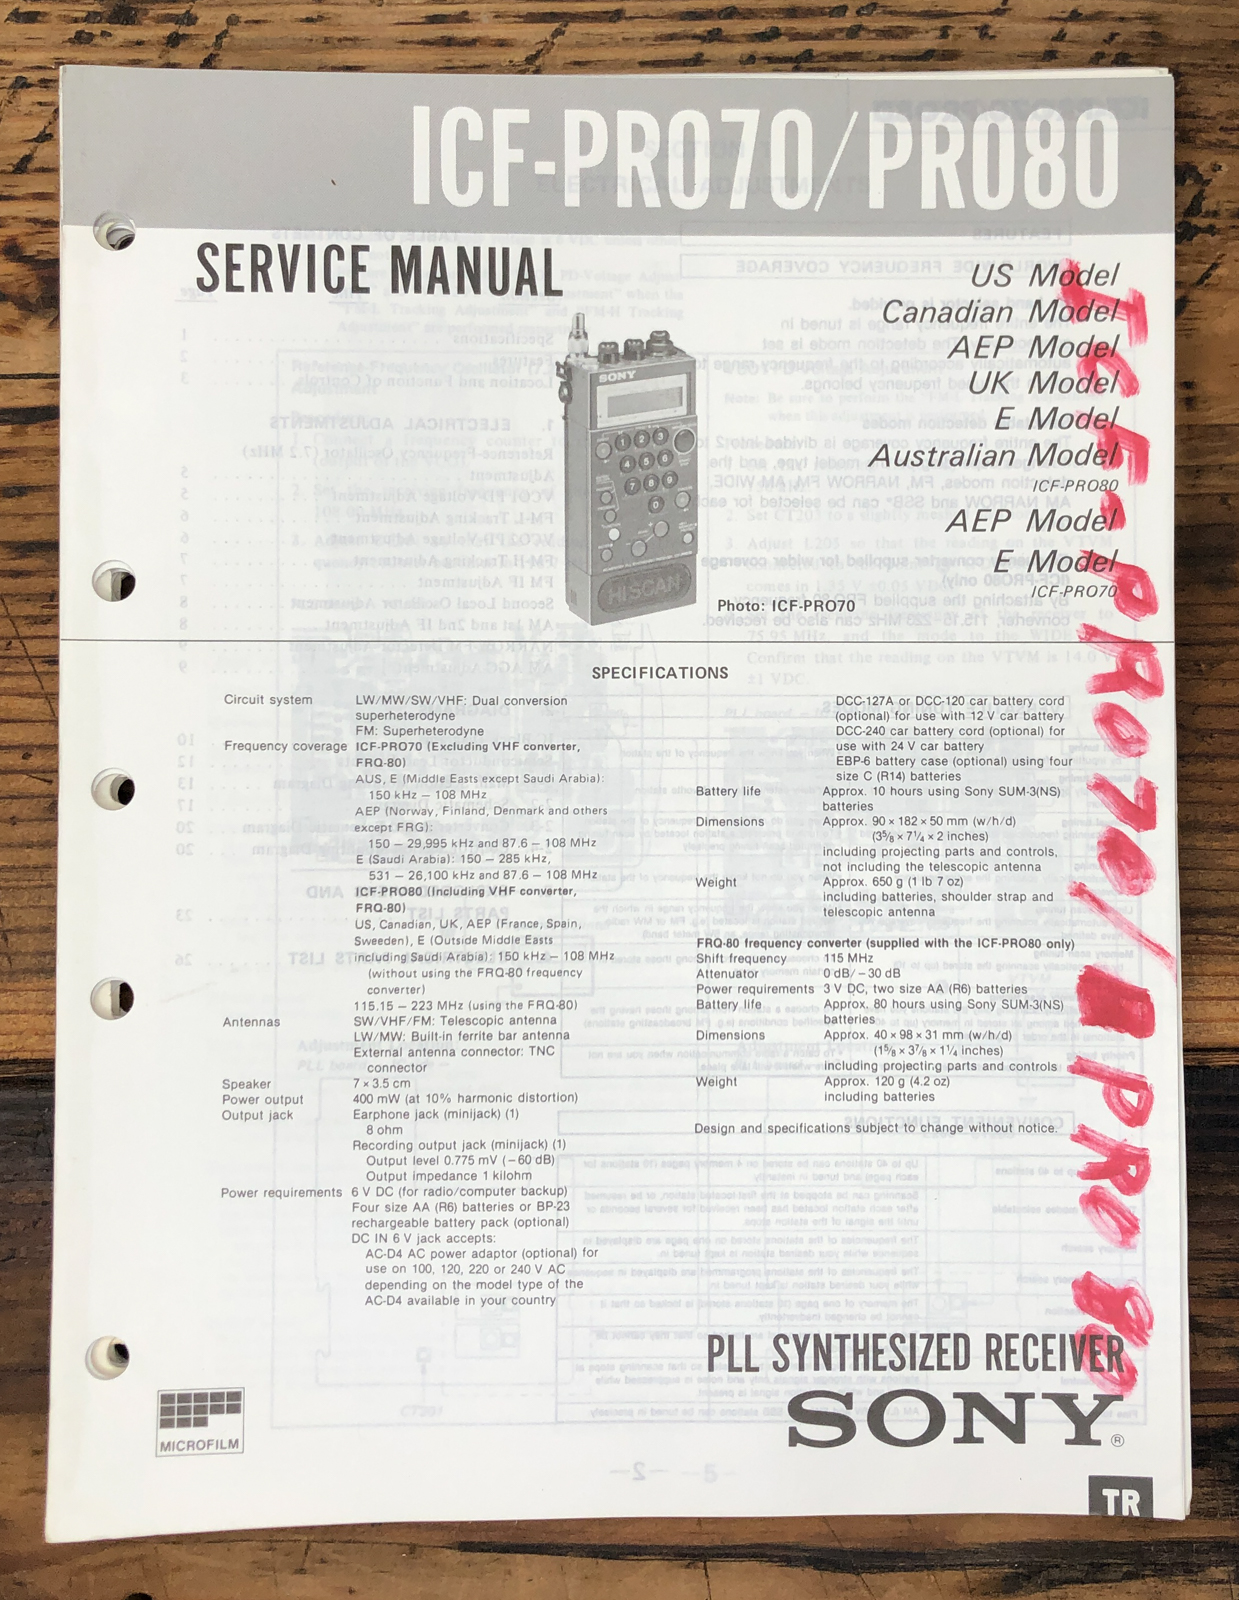 ICF-PRO70/PRO80
SERVICE MANUAL
US Model
Canadian Model
AEP Model
UK Model
E Model
Australian Model
ICF-PRO80
AEP Model
E Model
ICF-PRO70
SONY
1 2 3
4 5 6
7 8 9
0
HISCAN
Photo: ICF-PRO70
ICF-PRO70/PRO80
SPECIFICATIONS
Circuit system LW/MW/SW/VHF: Dual conversion
superheterodyne
FM: Superheterodyne
Frequency coverage ICF-PRO70 (Excluding VHF converter,
FRQ-80)
AUS, E (Middle Easts except Saudi Arabia):
150 kHz – 108 MHz
AEP (Norway, Finland, Denmark and others
except FRG):
150 – 29,995 kHz and 87.6 – 108 MHz
E (Saudi Arabia): 150 – 285 kHz,
531 – 26,100 kHz and 87.6 – 108 MHz
ICF-PRO80 (Including VHF converter,
FRQ-80)
US, Canadian, UK, AEP (France, Spain,
Sweeden), E (Outside Middle Easts
including Saudi Arabia): 150 kHz – 108 MHz
(without using the FRQ-80 frequency
converter)
115.15 – 223 MHz (using the FRQ-80)
Antennas SW/VHF/FM: Telescopic antenna
LW/MW: Built-in ferrite bar antenna
External antenna connector: TNC
connector
Speaker 7 × 3.5 cm
Power output 400 mW (at 10% harmonic distortion)
Output jack Earphone jack (minijack) (1)
8 ohm
Recording output jack (minijack) (1)
Output level 0.775 mV (– 60 dB)
Output impedance 1 kilohm
Power requirements 6 V DC (for radio/computer backup)
Four size AA (R6) batteries or BP-23
rechargeable battery pack (optional)
DC IN 6 V jack accepts:
AC-D4 AC power adaptor (optional) for
use on 100, 120, 220 or 240 V AC
depending on the model type of the
AC-D4 available in your country
DCC-127A or DCC-120 car battery cord
(optional) for use with 12 V car battery
DCC-240 car battery cord (optional) for
use with 24 V car battery
EBP-6 battery case (optional) using four
size C (R14) batteries
Battery life Approx. 10 hours using Sony SUM-3(NS)
batteries
Dimensions Approx. 90 × 182 × 50 mm (w/h/d)
(3⅝ × 7¼ × 2 inches)
including projecting parts and controls,
not including the telescopic antenna
Weight Approx. 650 g (1 lb 7 oz)
including batteries, shoulder strap and
telescopic antenna
FRQ-80 frequency converter (supplied with the ICF-PRO80 only)
Shift frequency 115 MHz
Attenuator 0 dB/ – 30 dB
Power requirements 3 V DC, two size AA (R6) batteries
Battery life Approx. 80 hours using Sony SUM-3(NS)
batteries
Dimensions Approx. 40 × 98 × 31 mm (w/h/d)
(1⅝ × 3⅞ × 1¼ inches)
including projecting parts and controls
Weight Approx. 120 g (4.2 oz)
including batteries
Design and specifications subject to change without notice.
PLL SYNTHESIZED RECEIVER
SONY®
MICROFILM
TR